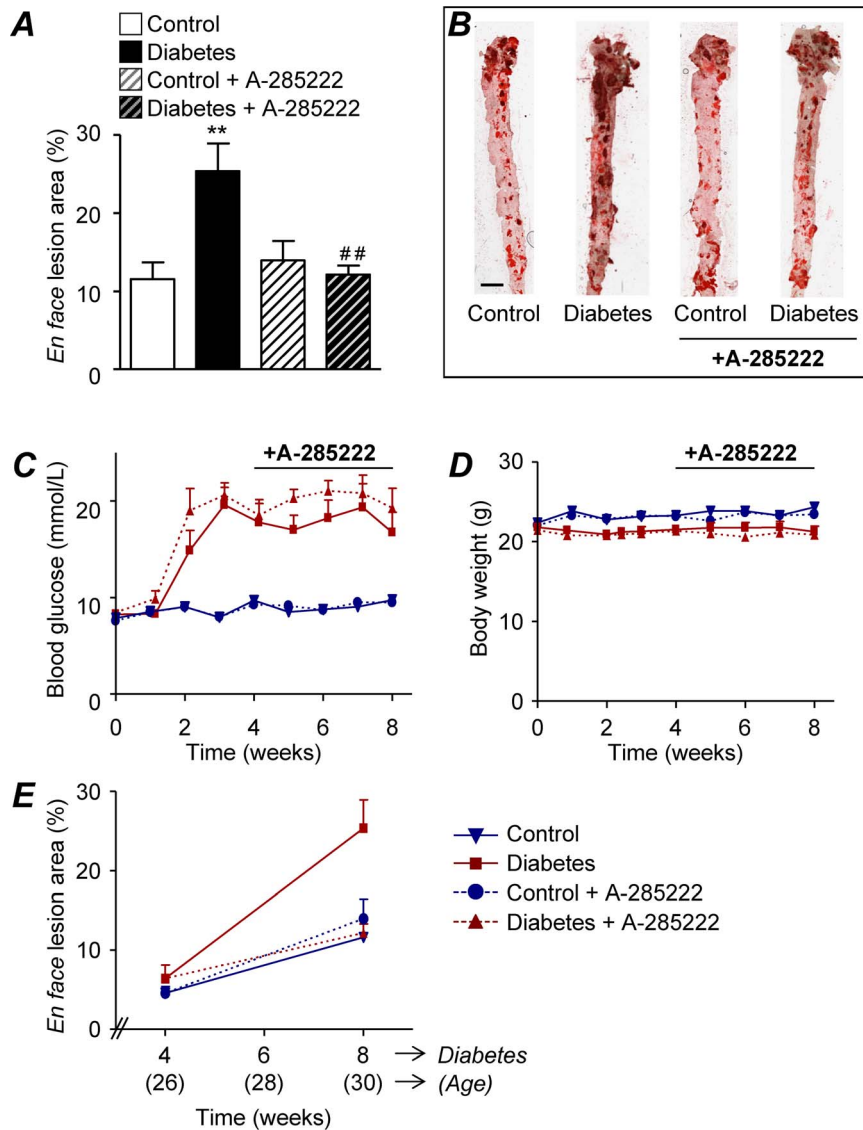 A
Control
Diabetes
Control + A-285222
Diabetes + A-285222
En face lesion area (%)
30
20
10
0
**
##
B
Control Diabetes Control Diabetes
+A-285222
C
+A-285222
Blood glucose (mmol/L)
20
10
0
0 2 4 6 8
Time (weeks)
D
+A-285222
Body weight (g)
30
20
10
0
0 2 4 6 8
Time (weeks)
E
En face lesion area (%)
30
20
10
0
4 6 8 → Diabetes
(26) (28) (30) → (Age)
Time (weeks)
Control
Diabetes
Control + A-285222
Diabetes + A-285222